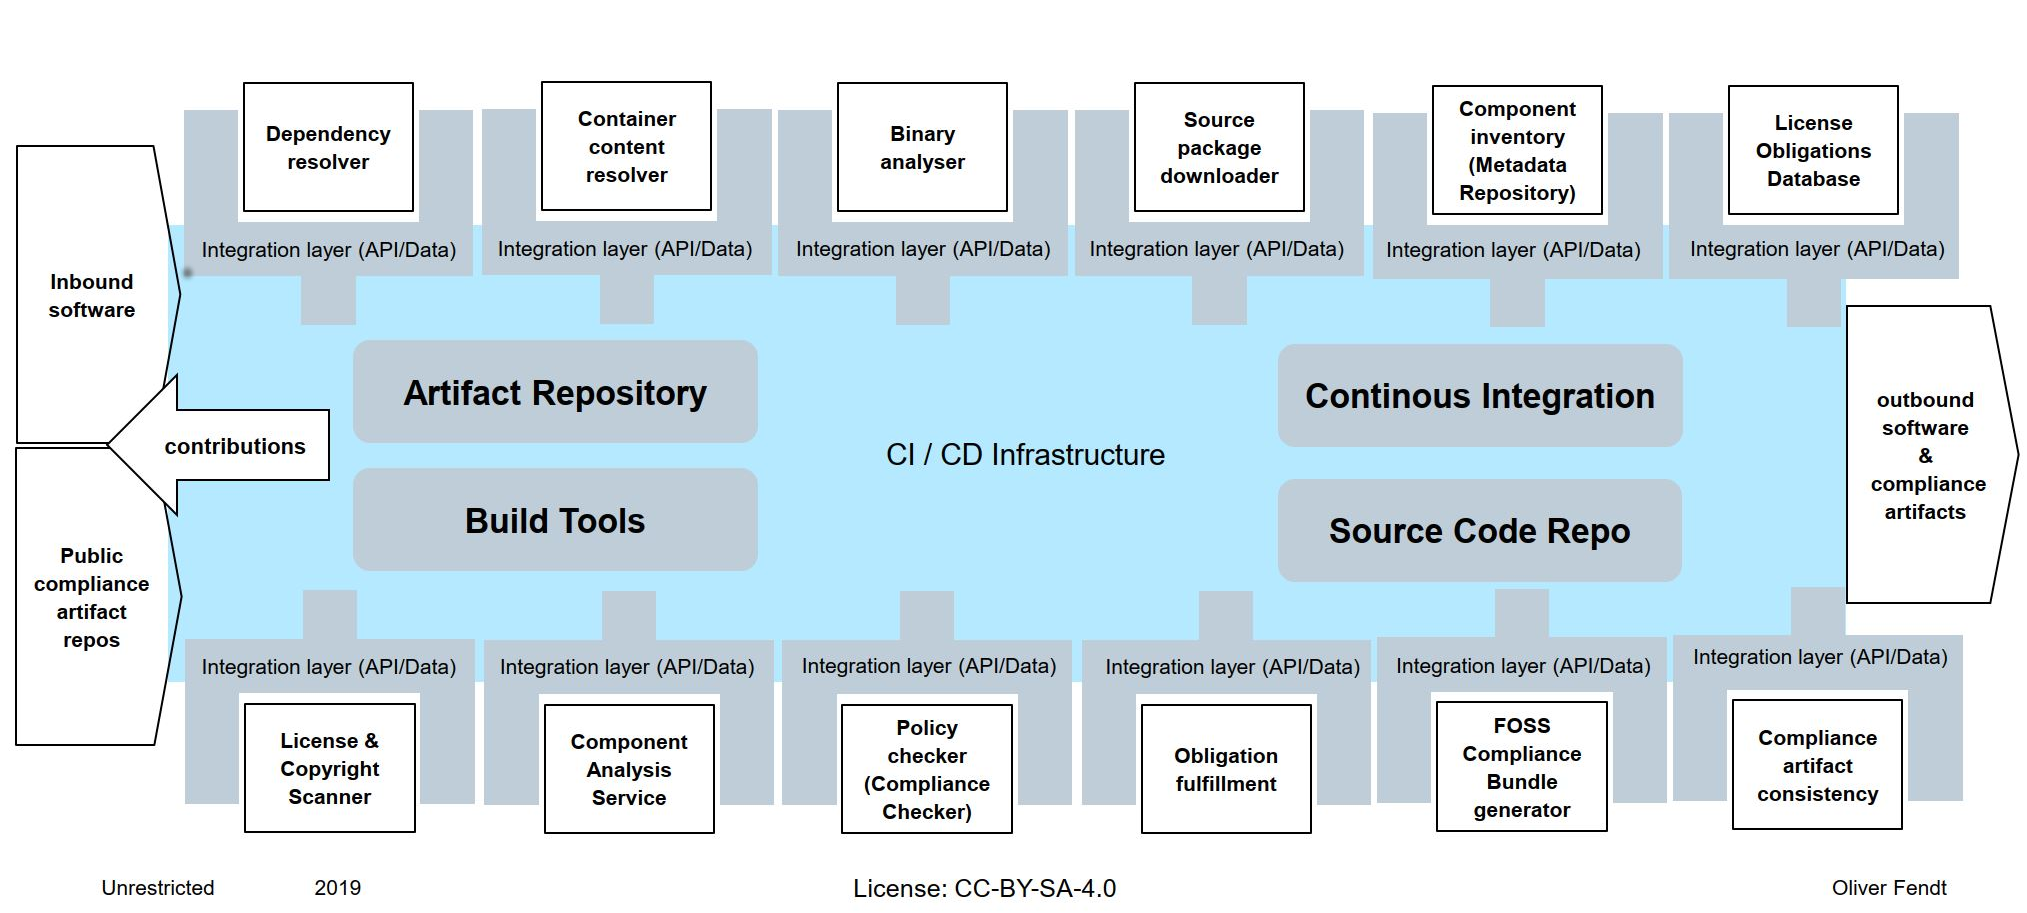 Dependency
resolver
Container
content
resolver
Binary
analyser
Source
package
downloader
Component
inventory
(Metadata
Repository)
License
Obligations
Database
Integration layer (API/Data)
Integration layer (API/Data)
Integration layer (API/Data)
Integration layer (API/Data)
Integration layer (API/Data)
Integration layer (API/Data)
Inbound
software
Artifact Repository
Continous Integration
contributions
CI / CD Infrastructure
outbound
software
&
compliance
artifacts
Build Tools
Source Code Repo
Public
compliance
artifact
repos
Integration layer (API/Data)
Integration layer (API/Data)
Integration layer (API/Data)
Integration layer (API/Data)
Integration layer (API/Data)
Integration layer (API/Data)
License &
Copyright
Scanner
Component
Analysis
Service
Policy
checker
(Compliance
Checker)
Obligation
fulfillment
FOSS
Compliance
Bundle
generator
Compliance
artifact
consistency
Unrestricted
2019
License: CC-BY-SA-4.0
Oliver Fendt